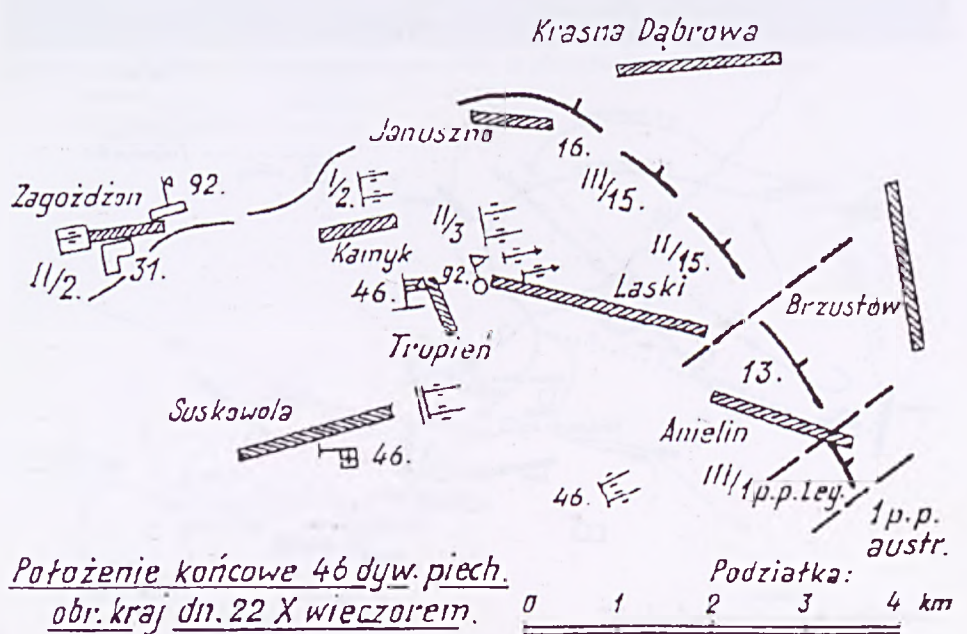 Krasna Dąbrowa
Januszno
16.
Zagożdżon
92.
I/2.
III/15.
II/3
II/2.
31.
Kamyk
II/15.
46.
92.
Laski
Brzustów
Trupień
13.
Suskowola
Anielin
46.
46.
III/1 p.p. leg.
1 p.p.
austr.
Położenie końcowe 46 dyw. piech.
obr. kraj dn. 22 X wieczorem.
Podziałka:
0 1 2 3 4 km